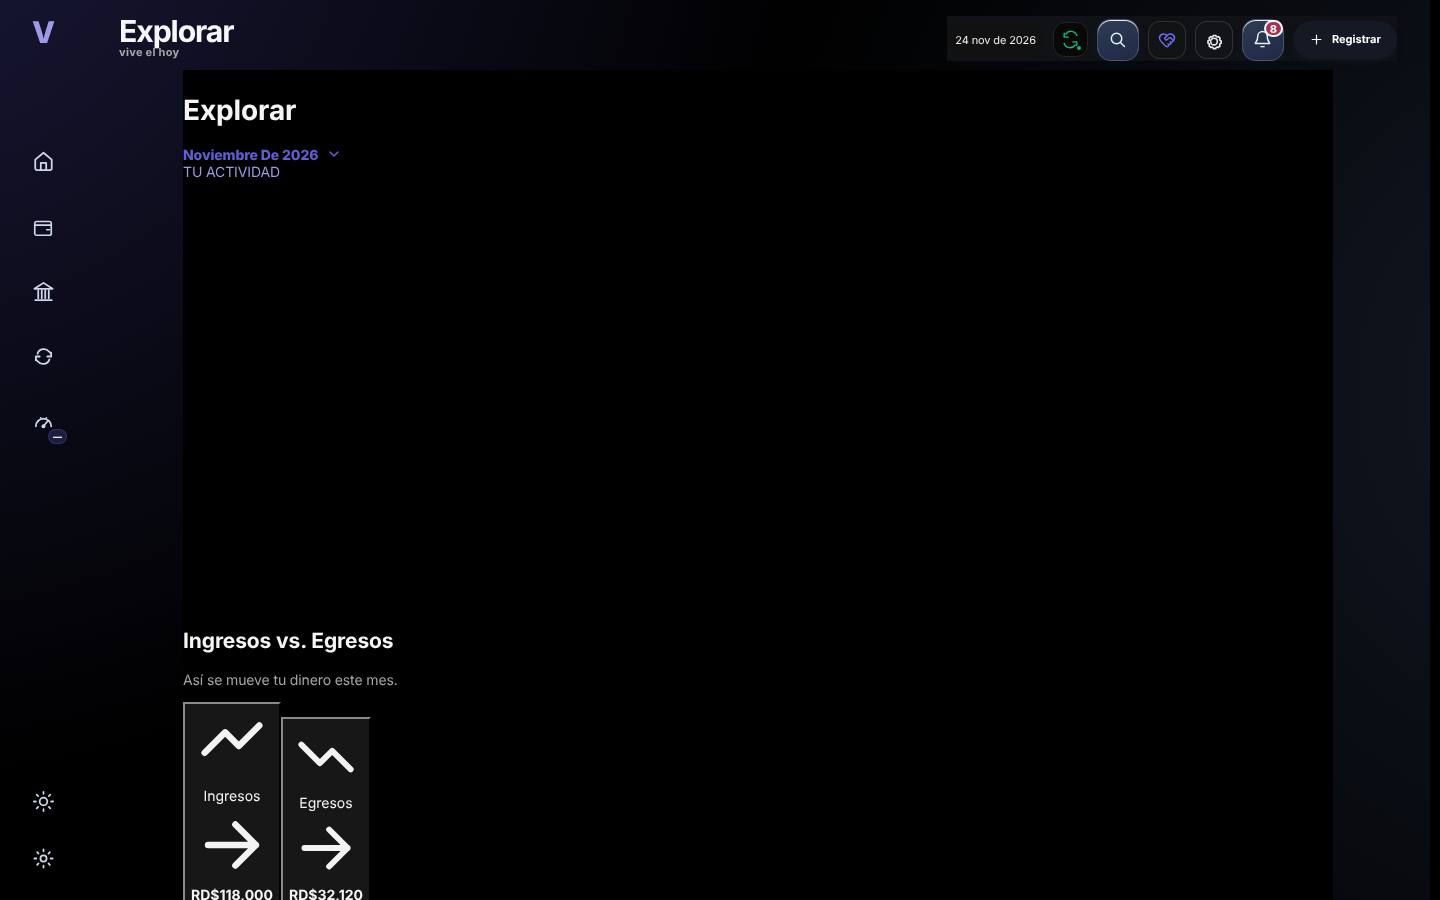 V
Explorar
vive el hoy
24 nov de 2026
8
Registrar
Explorar
Noviembre De 2026
TU ACTIVIDAD
Ingresos vs. Egresos
Así se mueve tu dinero este mes.
Ingresos
Egresos
RD$118,000
RD$32,120